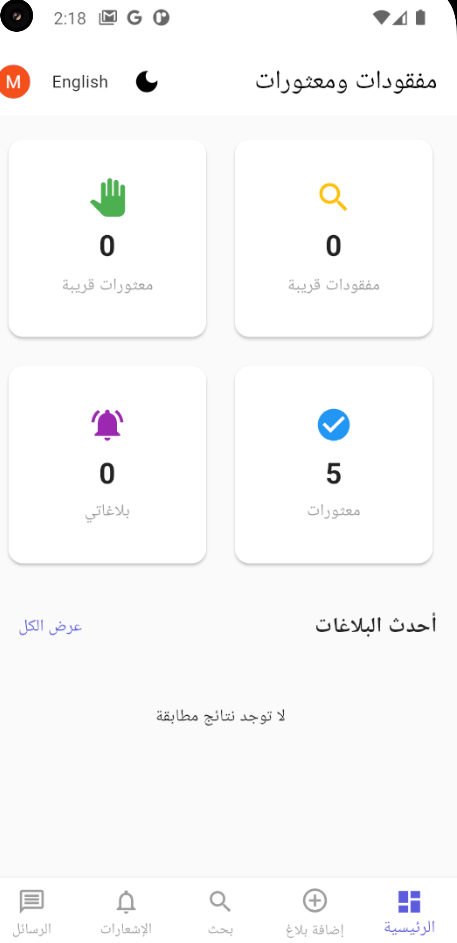 2:18
مفقودات ومعثورات
English
M
0
مفقودات قريبة
0
معثورات قريبة
5
معثورات
0
بلاغاتي
أحدث البلاغات
عرض الكل
لا توجد نتائج مطابقة
الرئيسية
إضافة بلاغ
بحث
الإشعارات
الرسائل